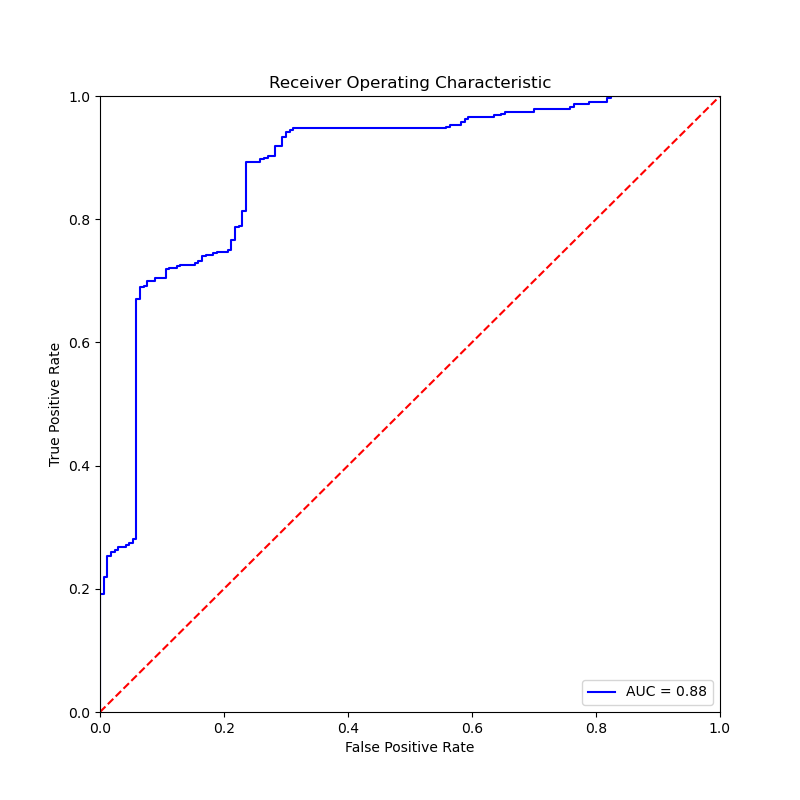 Receiver Operating Characteristic
1.0
0.8
0.6
0.4
0.2
0.0
True Positive Rate
AUC = 0.88
0.0 0.2 0.4 0.6 0.8 1.0
False Positive Rate